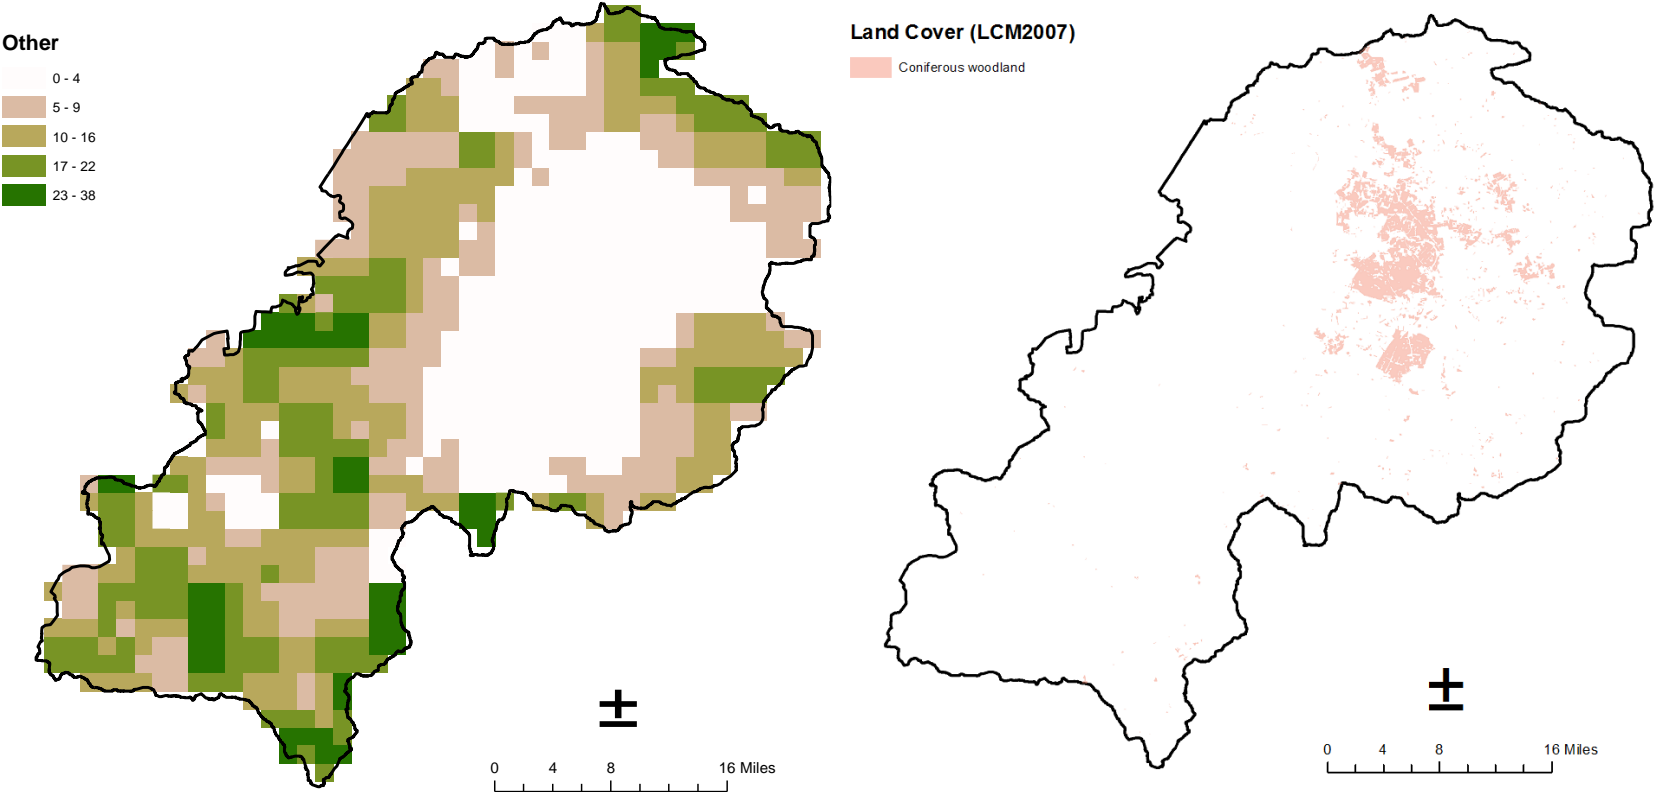 Other
0 - 4
5 - 9
10 - 16
17 - 22
23 - 38
0 4 8 16 Miles
Land Cover (LCM2007)
Coniferous woodland
0 4 8 16 Miles